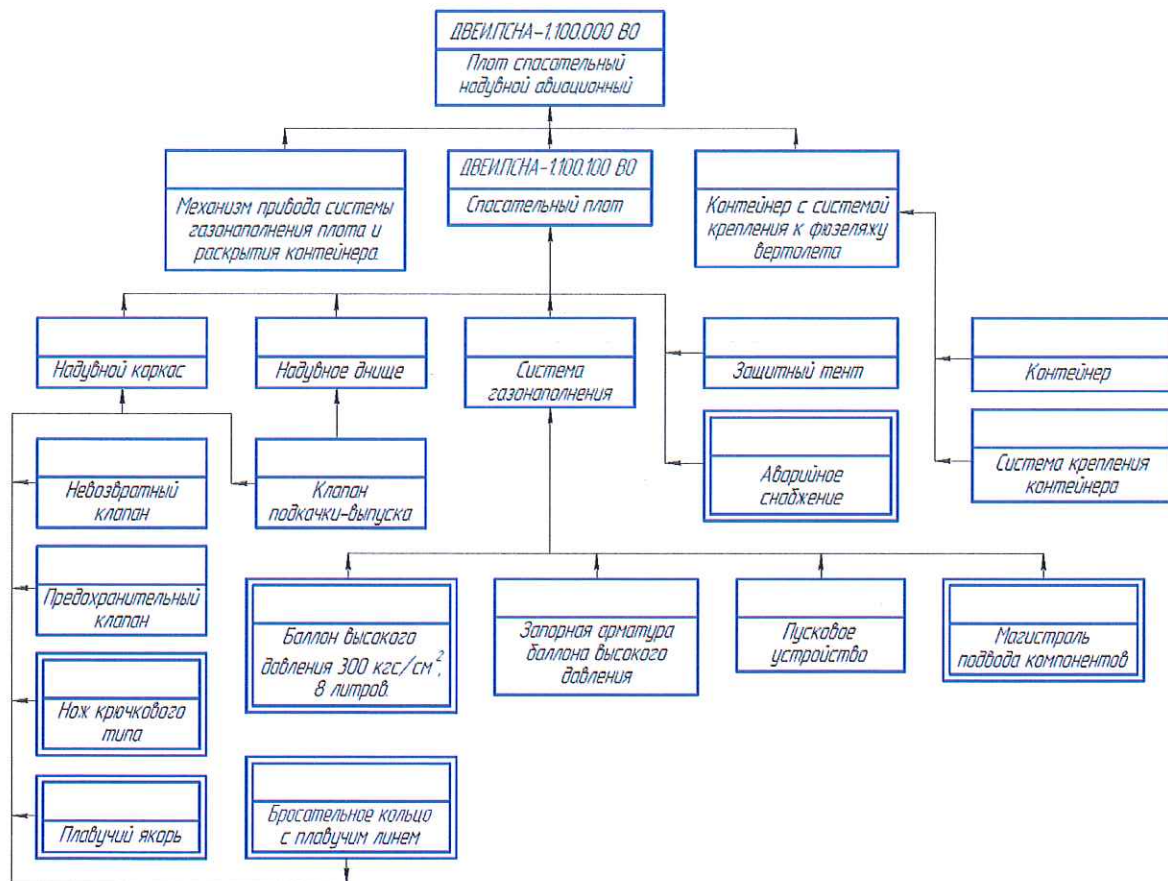 ДВЕИ.ПСНА-1.100.000 ВО
Плот спасательный
надувной авиационный
Механизм привода системы
газонаполнения плота и
раскрытия контейнера.
ДВЕИ.ПСНА-1.100.100 ВО
Спасательный плот
Контейнер с системой
крепления к фюзеляжу
вертолета
Надувной каркас
Надувное днище
Система
газонаполнения
Защитный тент
Контейнер
Невозвратный
клапан
Клапан
подкачки-выпуска
Аварийное
снабжение
Система крепления
контейнера
Предохранительный
клапан
Баллон высокого
давления 300 кгс/см²,
8 литров.
Запорная арматура
баллона высокого
давления
Пусковое
устройство
Магистраль
подвода компонентов
Нож крючкового
типа
Плавучий якорь
Бросательное кольцо
с плавучим линем